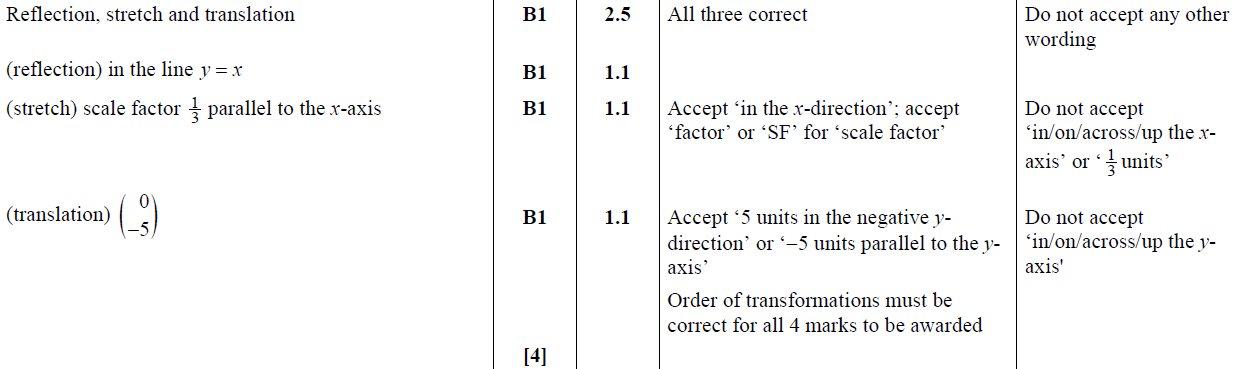 Reflection, stretch and translation B1 2.5 All three correct Do not accept any other
wording
(reflection) in the line y = x B1 1.1
(stretch) scale factor 1/3 parallel to the x-axis B1 1.1 Accept ‘in the x-direction’; accept Do not accept
‘factor’ or ‘SF’ for ‘scale factor’ ‘in/on/across/up the x-
axis’ or ‘1/3 units’
(translation) (0 −5) B1 1.1 Accept ‘5 units in the negative y- Do not accept
direction’ or ‘−5 units parallel to the y- ‘in/on/across/up the y-
axis’ axis'
Order of transformations must be
correct for all 4 marks to be awarded
[4]